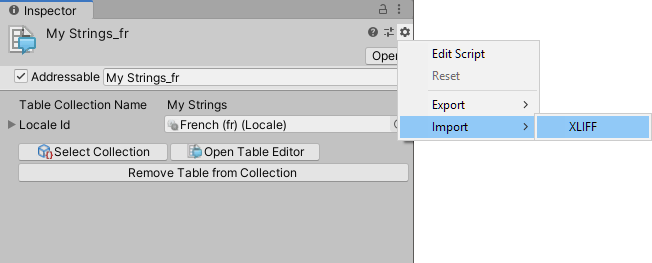 Inspector
My Strings_fr
Open
Addressable My Strings_fr
Table Collection Name My Strings
Locale Id French (fr) (Locale)
Select Collection Open Table Editor
Remove Table from Collection
Edit Script
Reset
Export
Import XLIFF